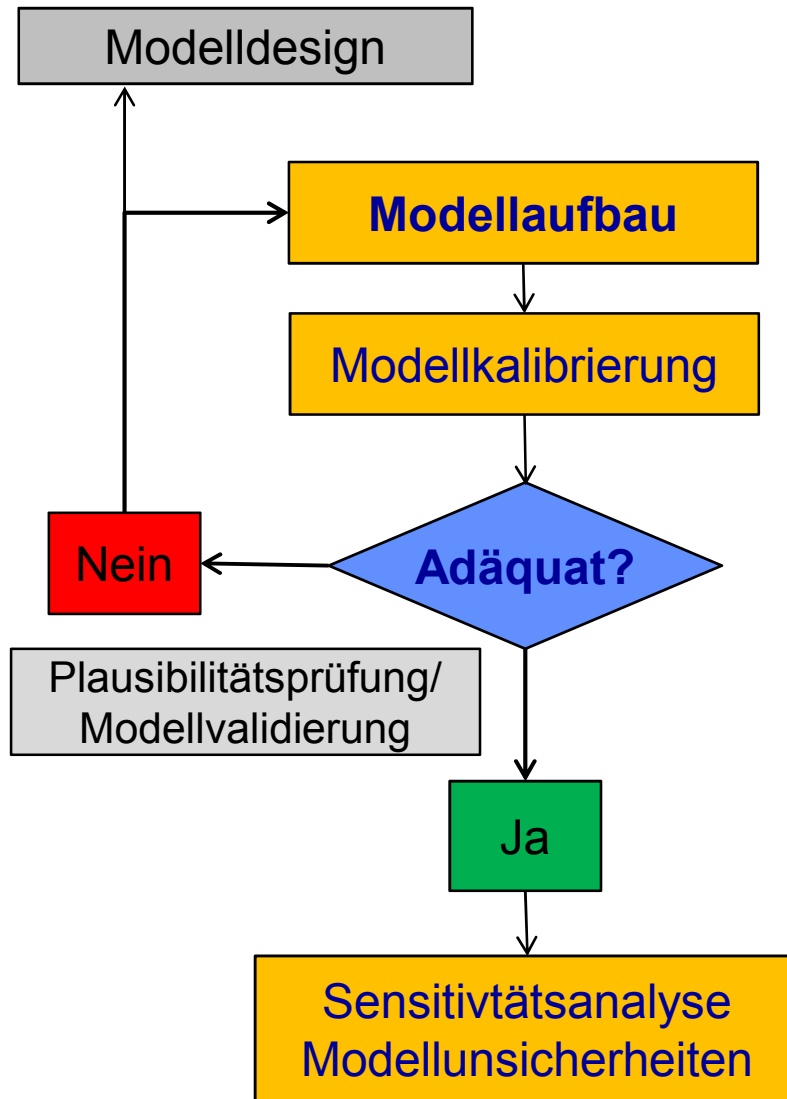 Modelldesign
Modellaufbau
Modellkalibrierung
Adäquat?
Nein
Plausibilitätsprüfung/
Modellvalidierung
Ja
Sensitivtätsanalyse
Modellunsicherheiten